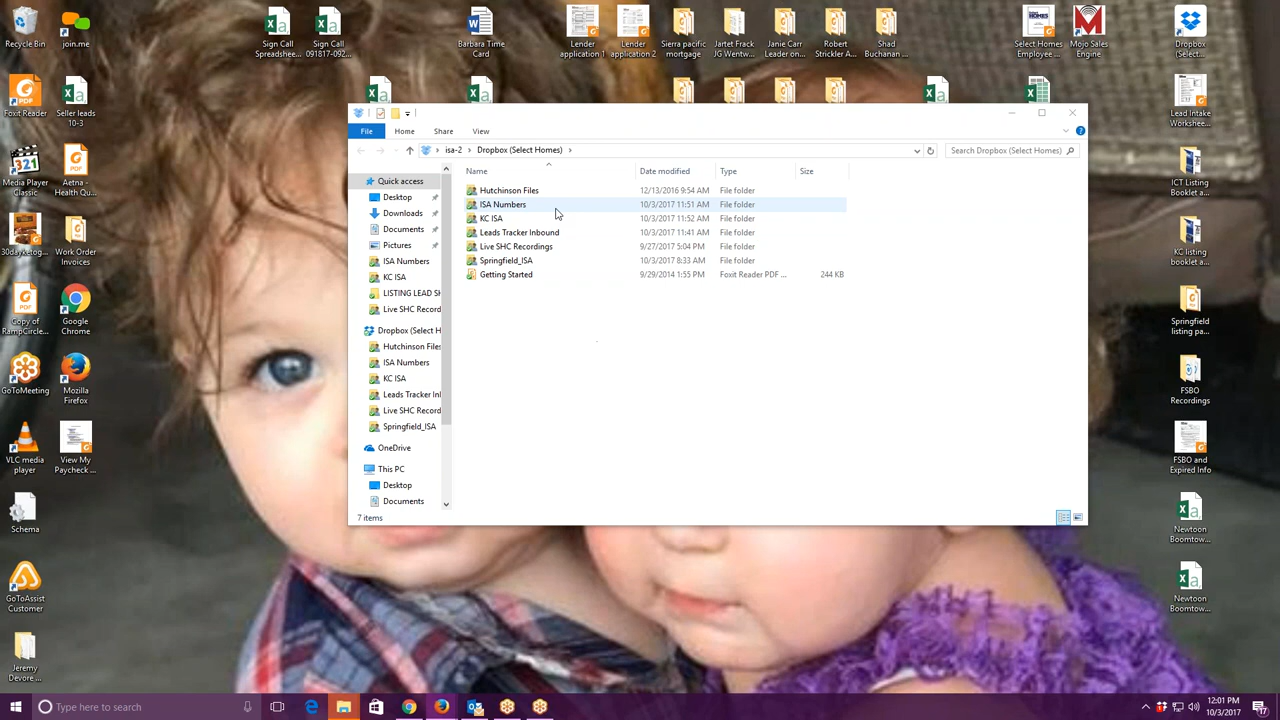 Recycle Bin
join.me
Sign Call Spreadshee...
Sign Call 091817-092...
Barbara Time Card
Lender application 1
Lender application 2
Sierra pacific mortgage
Jartet Frack JG Wentw...
Janie Carr Leader on...
Robert Strickler A...
Shad Buchanan ...
Select Homes Employee ...
Mojo Sales Engine
Dropbox (Select...
Foxit Reader
Seller leads 10-3
Media Player Classic
Aetna - Health Qu...
30dayketog...
Work Order Invoices
Copy of RampCircle...
Google Chrome
GoToMeeting
Mozilla Firefox
VLC media player
View My Paycheck ...
Schema
GoToAssist Customer
Jeremy Devore ...
Lead Intake Workshee...
ICT Listing Booklet
KC listing booklet a...
Springfield listing pa...
FSBO Recordings
FSBO and Expired Info
Newtoon Boomtow...
Newtoon Boomtow...
File
Home
Share
View
isa-2 > Dropbox (Select Homes) >
Search Dropbox (Select Homes)
Name Date modified Type Size
Hutchinson Files 12/13/2016 9:54 AM File folder
ISA Numbers 10/3/2017 11:51 AM File folder
KC ISA 10/3/2017 11:52 AM File folder
Leads Tracker Inbound 10/3/2017 11:41 AM File folder
Live SHC Recordings 9/27/2017 5:04 PM File folder
Springfield_ISA 10/3/2017 8:33 AM File folder
Getting Started 9/29/2014 1:55 PM Foxit Reader PDF ... 244 KB
Quick access
Desktop
Downloads
Documents
Pictures
ISA Numbers
KC ISA
LISTING LEAD SH
Live SHC Record
Dropbox (Select H
Hutchinson Files
ISA Numbers
KC ISA
Leads Tracker Inl
Live SHC Record
Springfield_ISA
OneDrive
This PC
Desktop
Documents
7 items
Type here to search
12:01 PM
10/3/2017
17